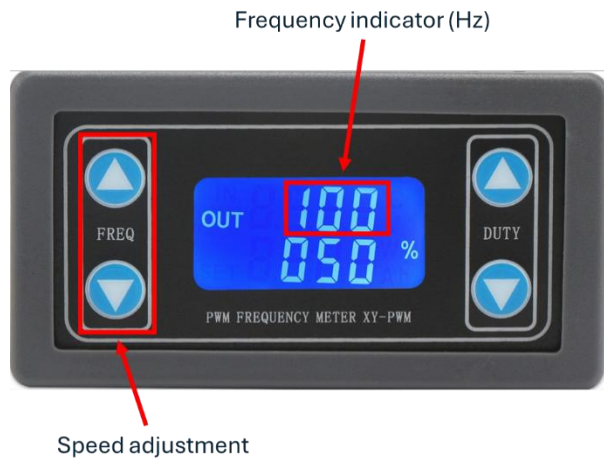 Frequency indicator (Hz)
OUT 100
FREQ
050 %
DUTY
PWM FREQUENCY METER XY-PWM
Speed adjustment